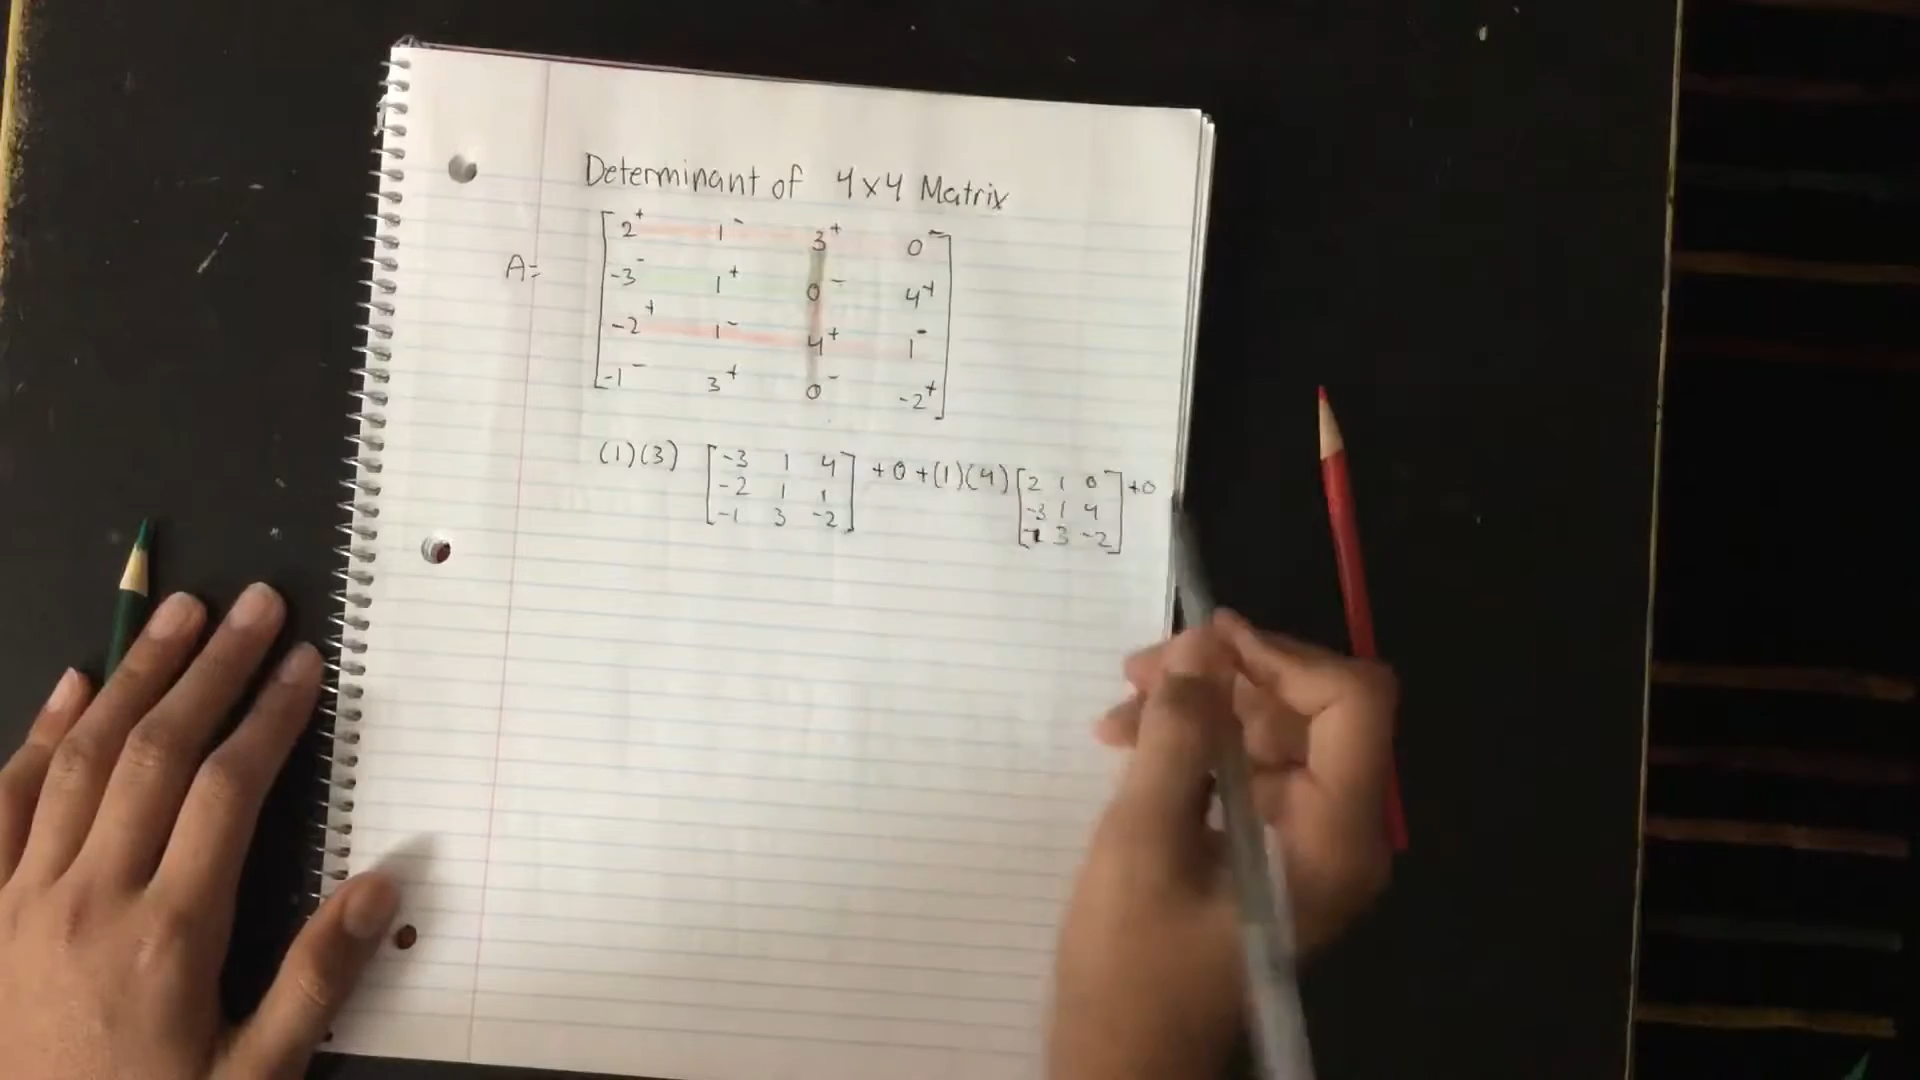 Determinant of 4x4 Matrix
2⁺ 1⁻ 3⁺ 0⁻
A= -3⁻ 1⁺ 0⁻ 4⁺
-2⁺ 1⁻ 4⁺ 1⁻
-1⁻ 3⁺ 0⁻ -2⁺
(1)(3) [-3 1 4] +0+(1)(4) [2 1 0] +0
-2 1 1 -3 1 4
-1 3 -2 3 -2